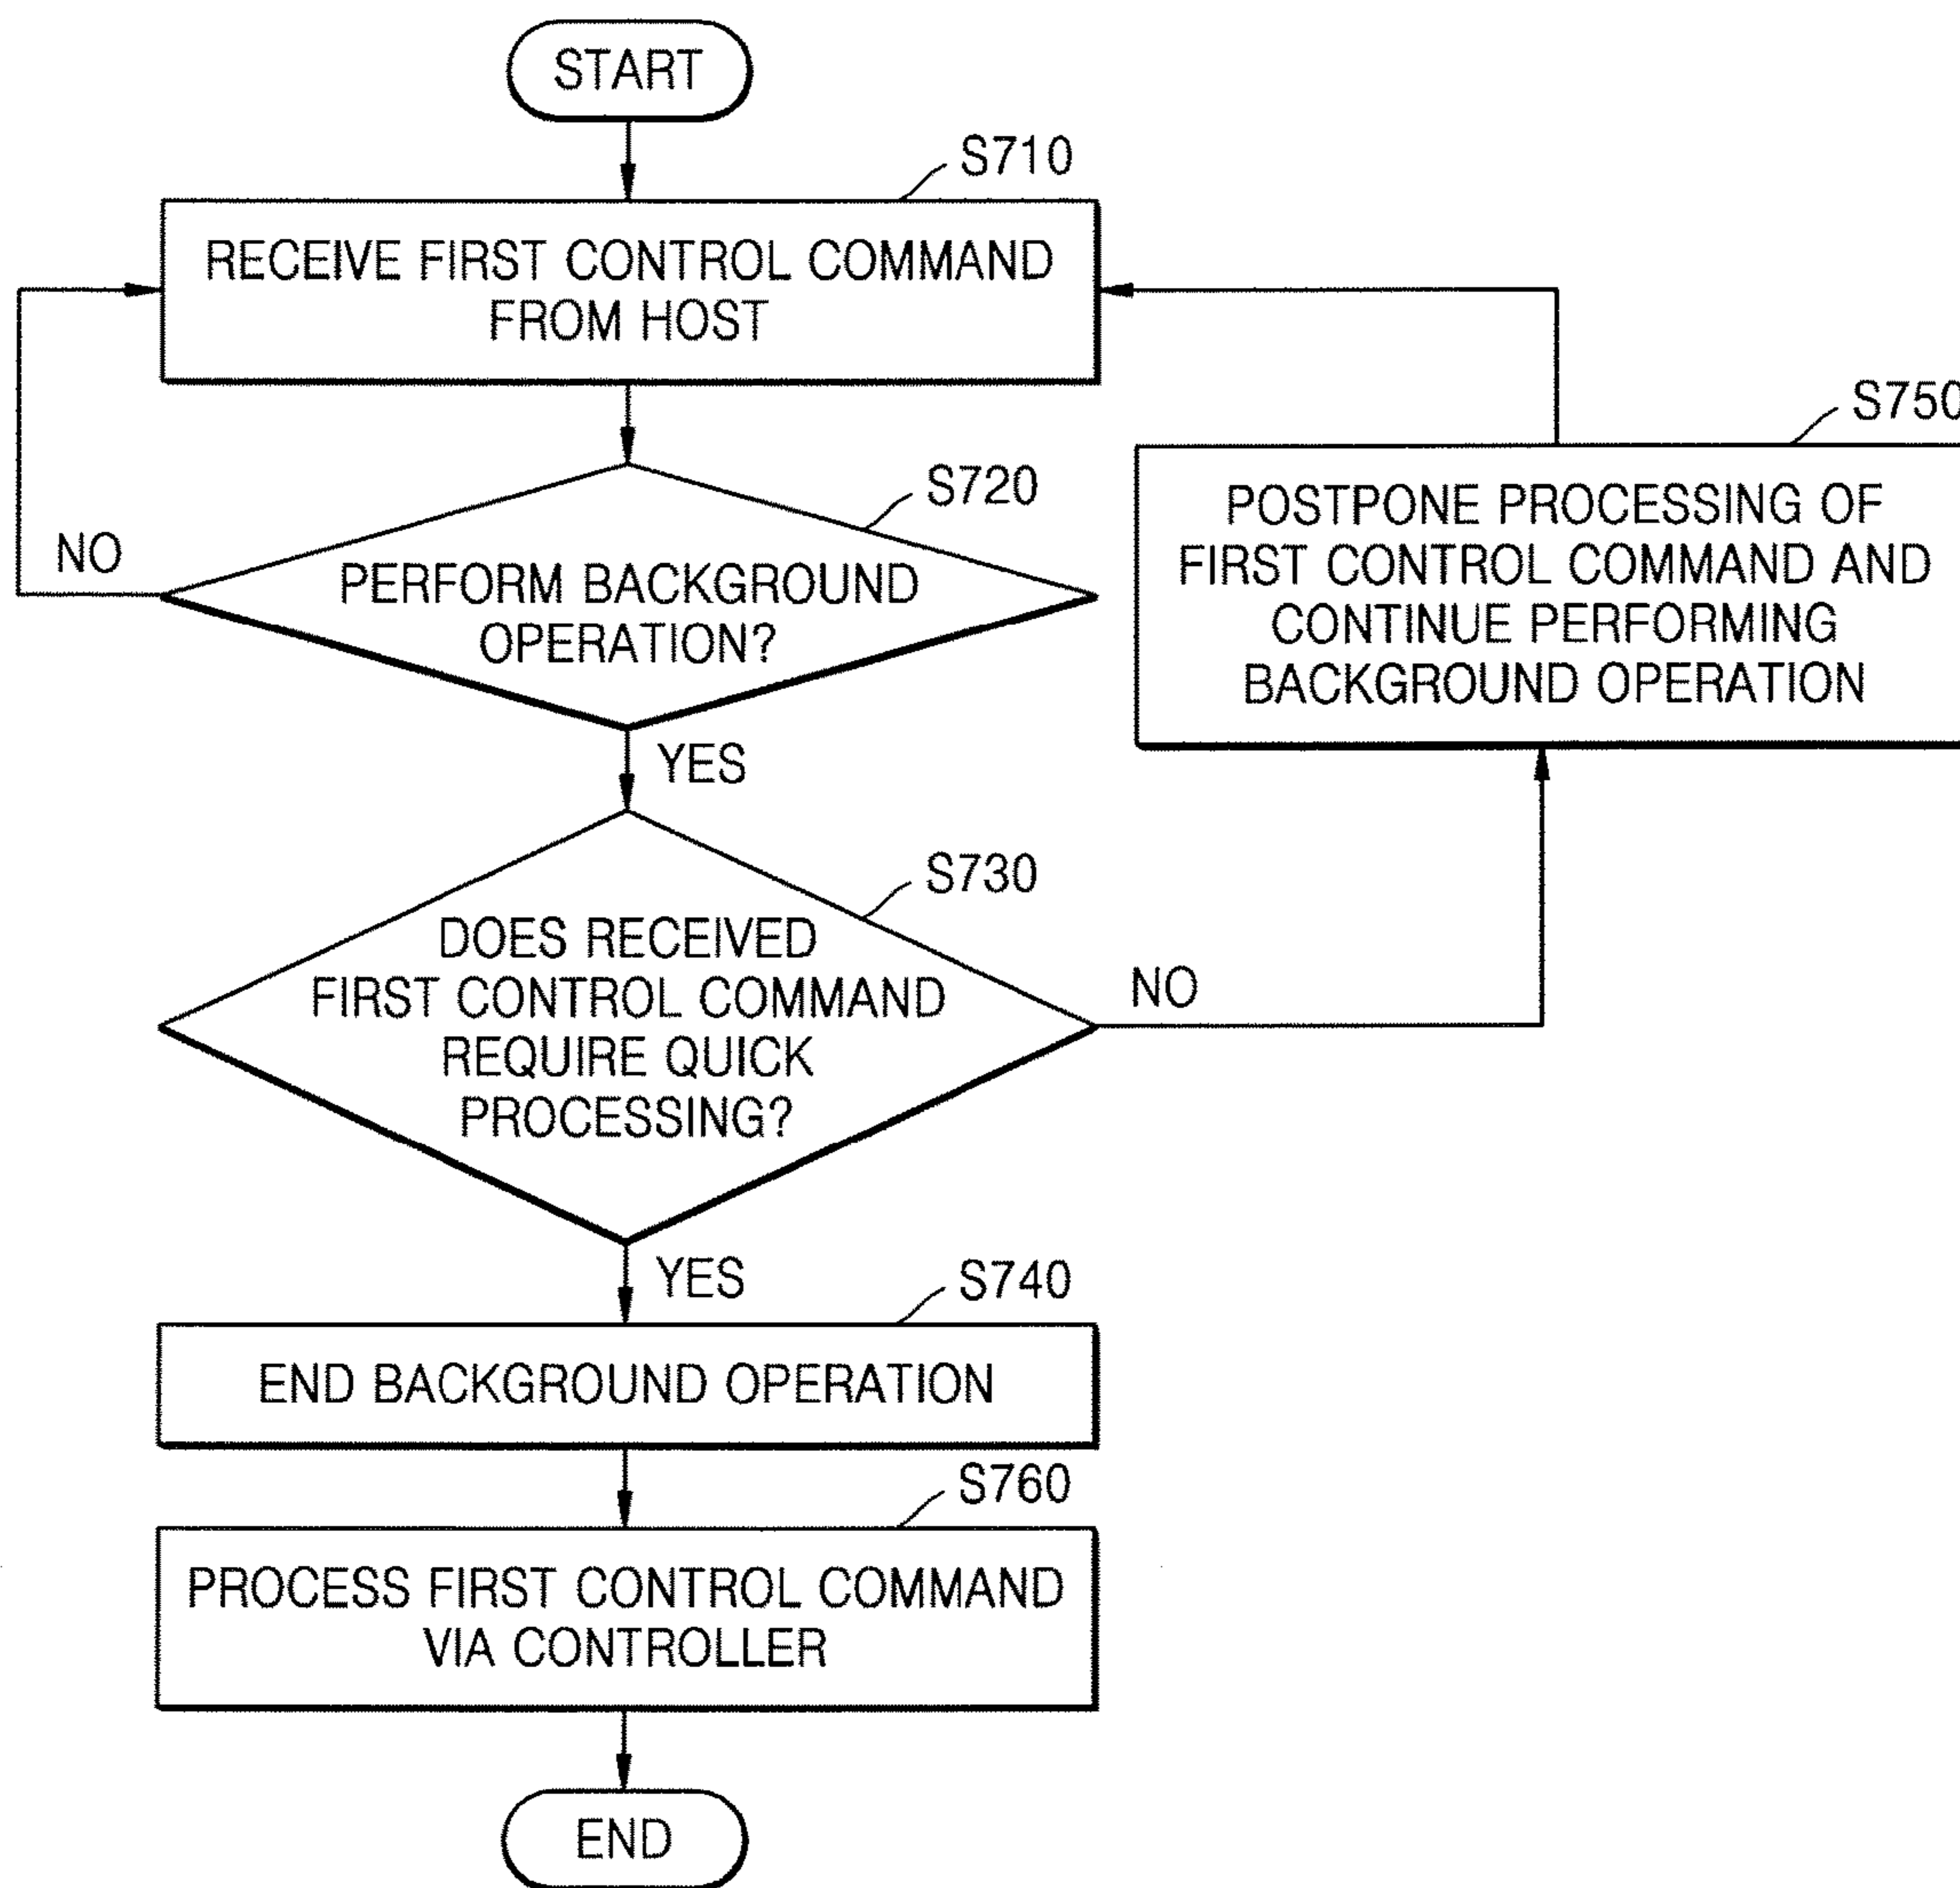 START
S710
RECEIVE FIRST CONTROL COMMAND
FROM HOST
S720
NO
PERFORM BACKGROUND
OPERATION?
YES
S750
POSTPONE PROCESSING OF
FIRST CONTROL COMMAND AND
CONTINUE PERFORMING
BACKGROUND OPERATION
S730
DOES RECEIVED
FIRST CONTROL COMMAND
REQUIRE QUICK
PROCESSING?
NO
YES
S740
END BACKGROUND OPERATION
S760
PROCESS FIRST CONTROL COMMAND
VIA CONTROLLER
END